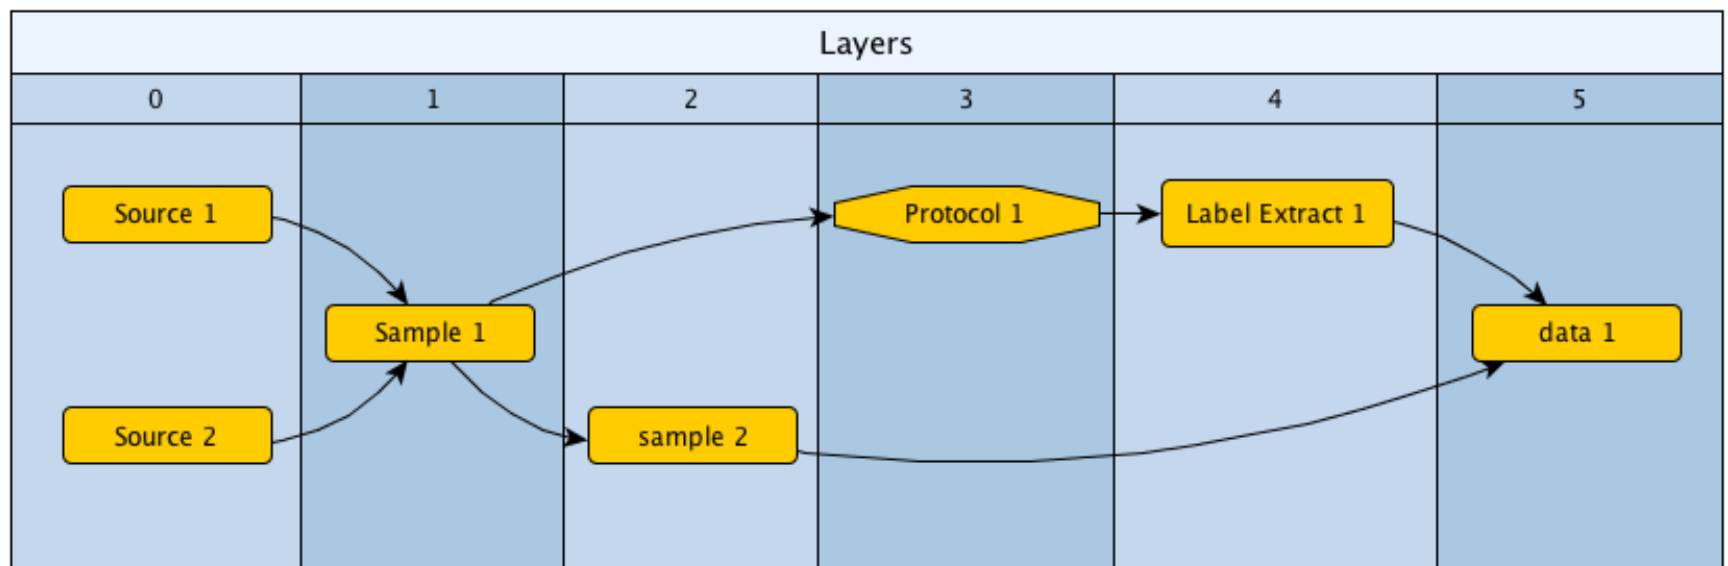 Layers
0 1 2 3 4 5
Source 1 Protocol 1 Label Extract 1
Sample 1 data 1
Source 2 sample 2